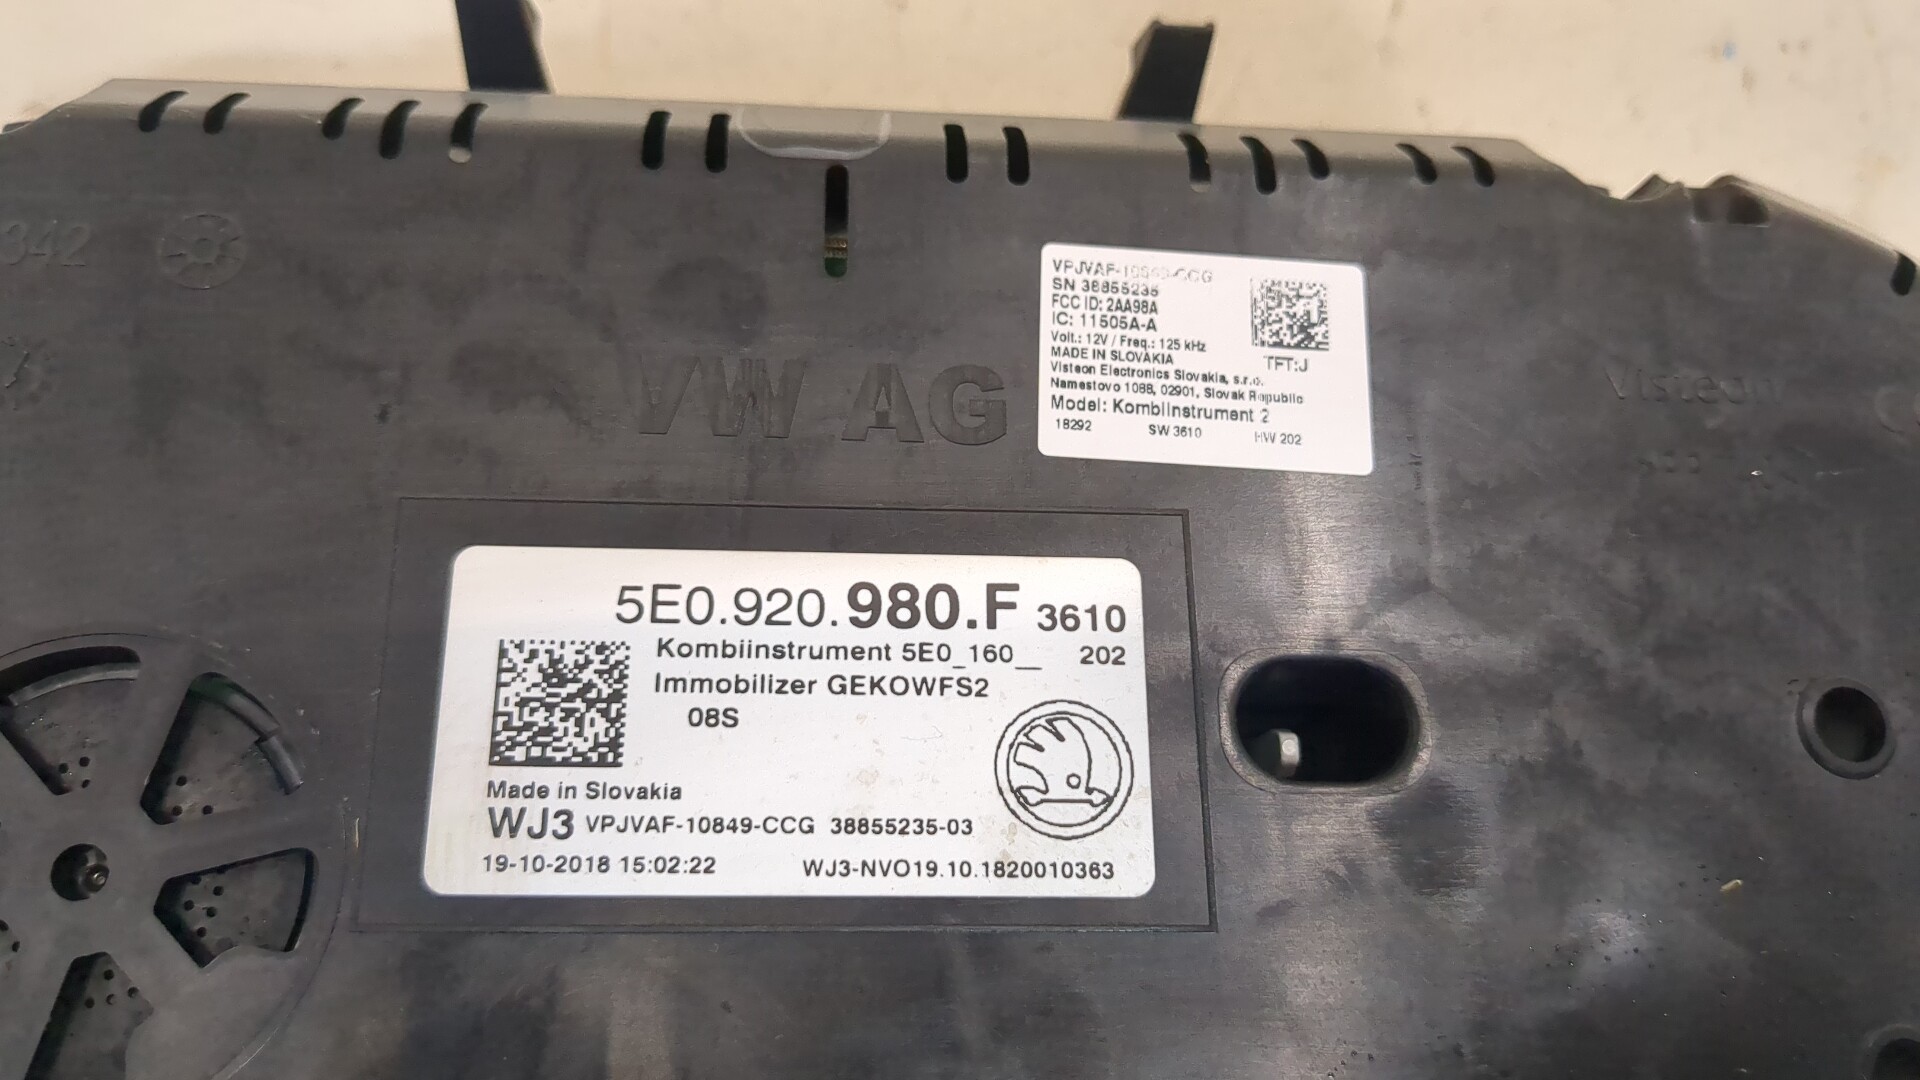 342
VW AG
VPJVAF-10849-CCG
SN 38855235
FCC ID: 2AA98A
IC: 11505A-A
Volt.: 12V / Freq.: 125 kHz
MADE IN SLOVAKIA
TFT:J
Visteon Electronics Slovakia, s.r.o.
Namestovo 1088, 02901, Slovak Republic
Model: Kombiinstrument 2
18292 SW 3610 HW 202
Visteon
5E0.920.980.F 3610
Kombiinstrument 5E0_160__ 202
Immobilizer GEKOWFS2
08S
Made in Slovakia
WJ3 VPJVAF-10849-CCG 38855235-03
19-10-2018 15:02:22 WJ3-NVO19.10.1820010363